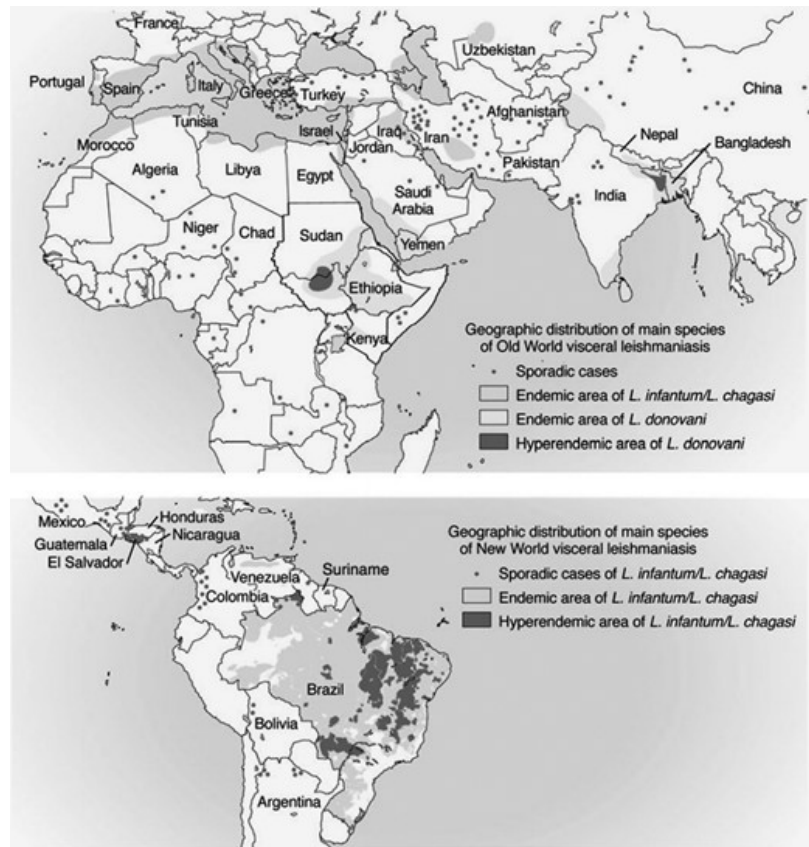 France
Uzbekistan
Portugal
Spain
Italy
Greece
Turkey
China
Tunisia
Afghanistan
Israel
Iraq
Iran
Nepal
Morocco
Jordan
Bangladesh
Algeria
Libya
Egypt
Pakistan
Saudi
Arabia
India
Niger
Chad
Sudan
Yemen
Ethiopia
Kenya
Geographic distribution of main species
of Old World visceral leishmaniasis
Sporadic cases
Endemic area of L. infantum/L. chagasi
Endemic area of L. donovani
Hyperendemic area of L. donovani
Mexico
Honduras
Guatemala
Nicaragua
El Salvador
Venezuela
Suriname
Colombia
Brazil
Bolivia
Argentina
Geographic distribution of main species
of New World visceral leishmaniasis
Sporadic cases of L. infantum/L. chagasi
Endemic area of L. infantum/L. chagasi
Hyperendemic area of L. infantum/L. chagasi